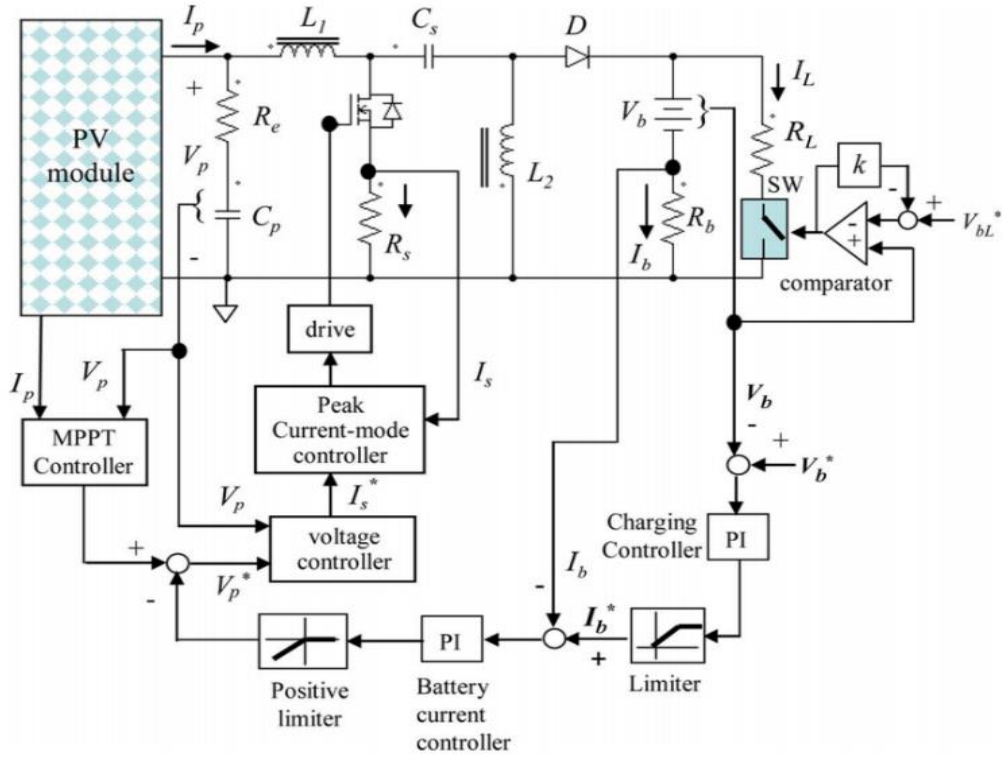 I_p
L_1
C_s
D
I_L
+
R_e
V_b
R_L
PV
module
V_p
L_2
SW
k
-
+
C_p
R_s
I_b
R_b
-
+
V_bL*
-
comparator
drive
I_s
I_p
V_p
Peak
Current-mode
controller
V_b
-
+
MPPT
Controller
V_b*
V_p
I_s*
voltage
controller
Charging
Controller
PI
+
V_p*
I_b
-
-
I_b*
PI
+
Positive
limiter
Battery
current
controller
Limiter